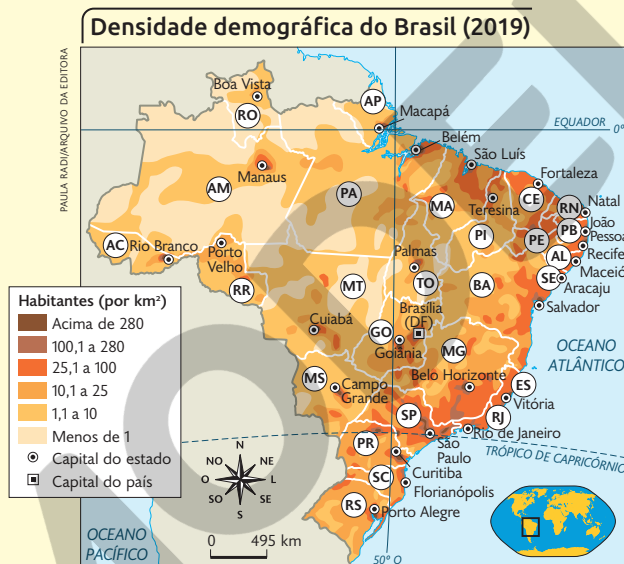 Densidade demográfica do Brasil (2019)
PAULA RADI/ARQUIVO DA EDITORA
Boa Vista
RO
AP
Macapá
EQUADOR
0°
Belém
São Luís
Fortaleza
Manaus
AM
PA
MA
Teresina
CE
RN
Natal
PB
João
Pessoa
PI
PE
Recife
AC
Rio Branco
Porto
Velho
Palmas
AL
Maceió
SE
Aracaju
RR
MT
TO
BA
Salvador
Brasília
(DF)
Cuiabá
GO
Goiânia
MG
OCEANO
ATLÂNTICO
MS
Campo
Grande
Belo Horizonte
ES
Vitória
SP
RJ
Rio de Janeiro
São
Paulo
TRÓPICO DE CAPRICÓRNIO
PR
Curitiba
SC
Florianópolis
RS
Porto Alegre
Habitantes (por km²)
Acima de 280
100,1 a 280
25,1 a 100
10,1 a 25
1,1 a 10
Menos de 1
Capital do estado
Capital do país
N
NO
NE
O
L
SO
SE
S
OCEANO
PACÍFICO
0
495 km
50° O